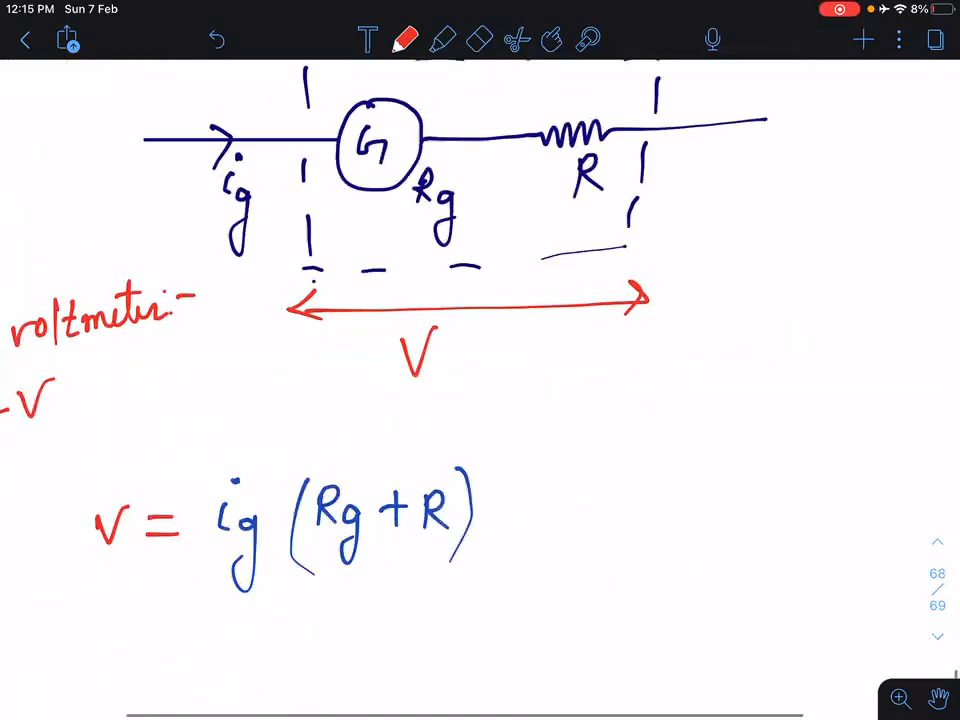 12:15 PM Sun 7 Feb 8%
T
G
ig Rg R
voltmeter:-
-V
V
V = ig (Rg + R)
68
/
69